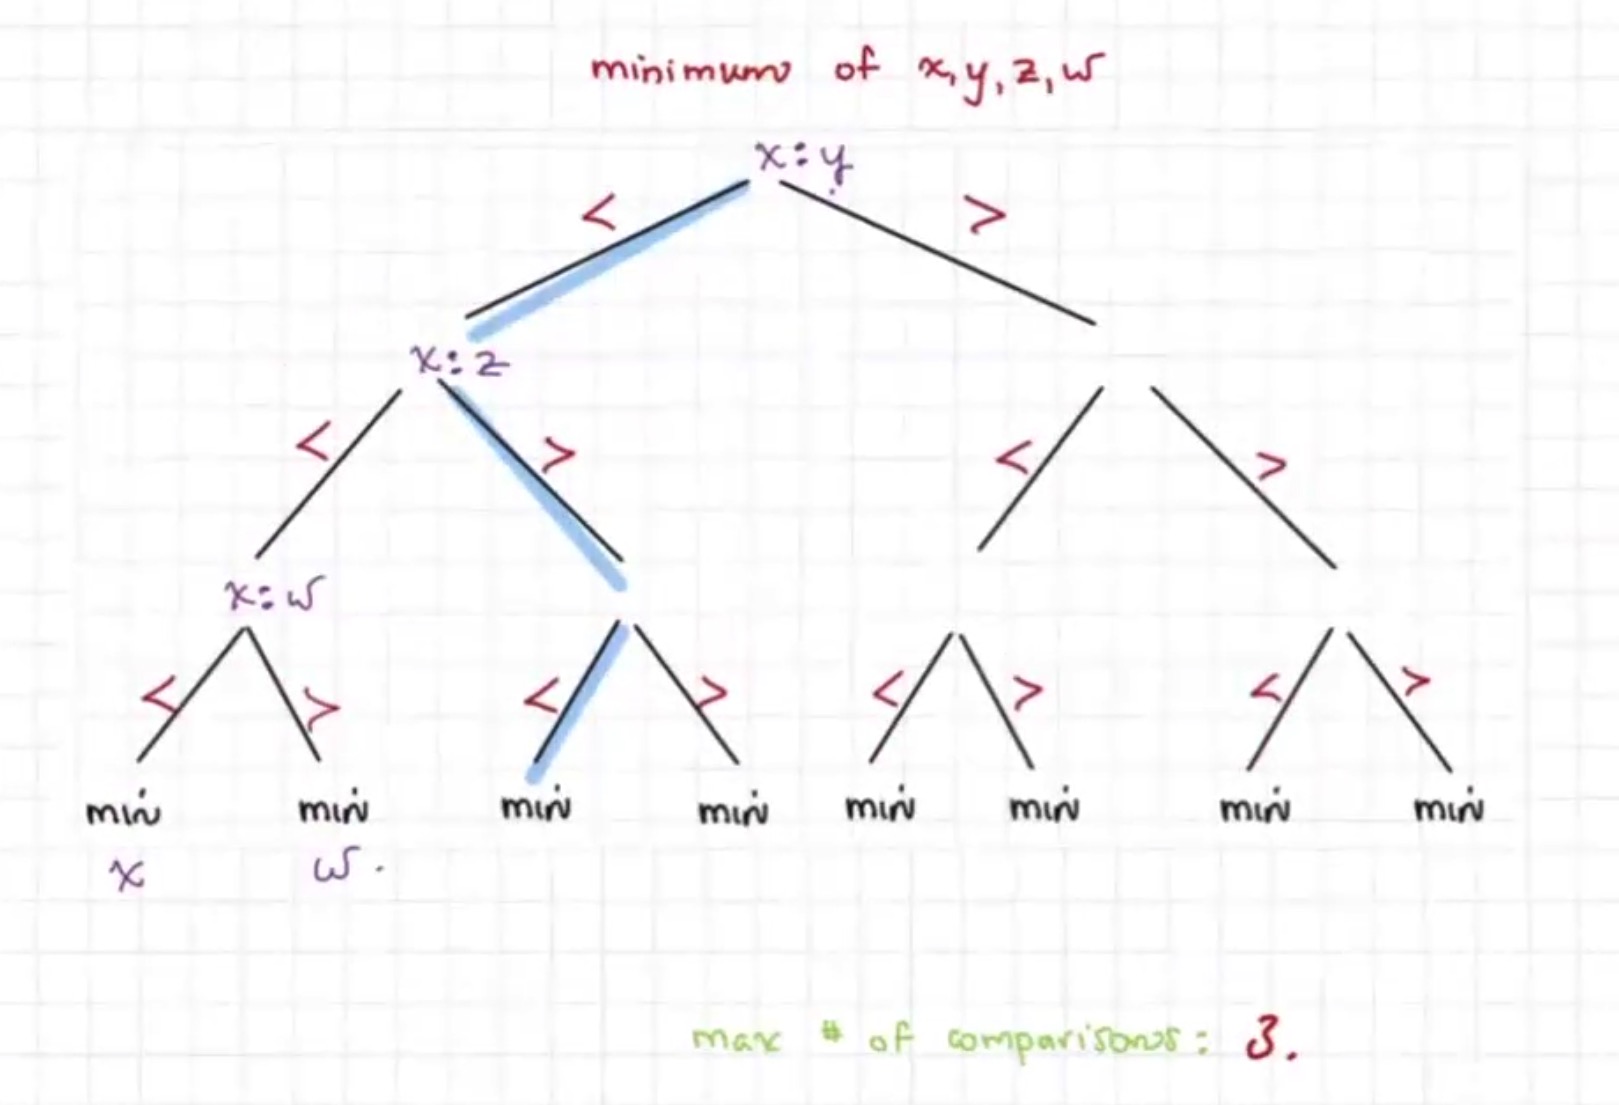 minimum of x, y, z, w
x : y
< >
x : z
< > < >
x : w
< > < > < > < >
min min min min min min min min
x w.
max # of comparisons : 3.